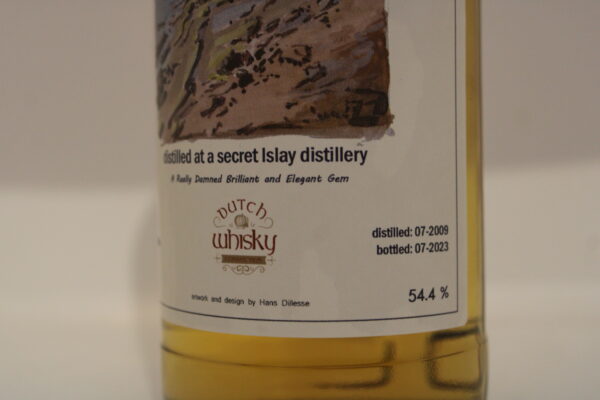 distilled at a secret Islay distillery
A Really Damned Brilliant and Elegant Gem
DUTCH
whisky
distilled: 07-2009
bottled: 07-2023
artwork and design by Hans Dillesse
54.4 %